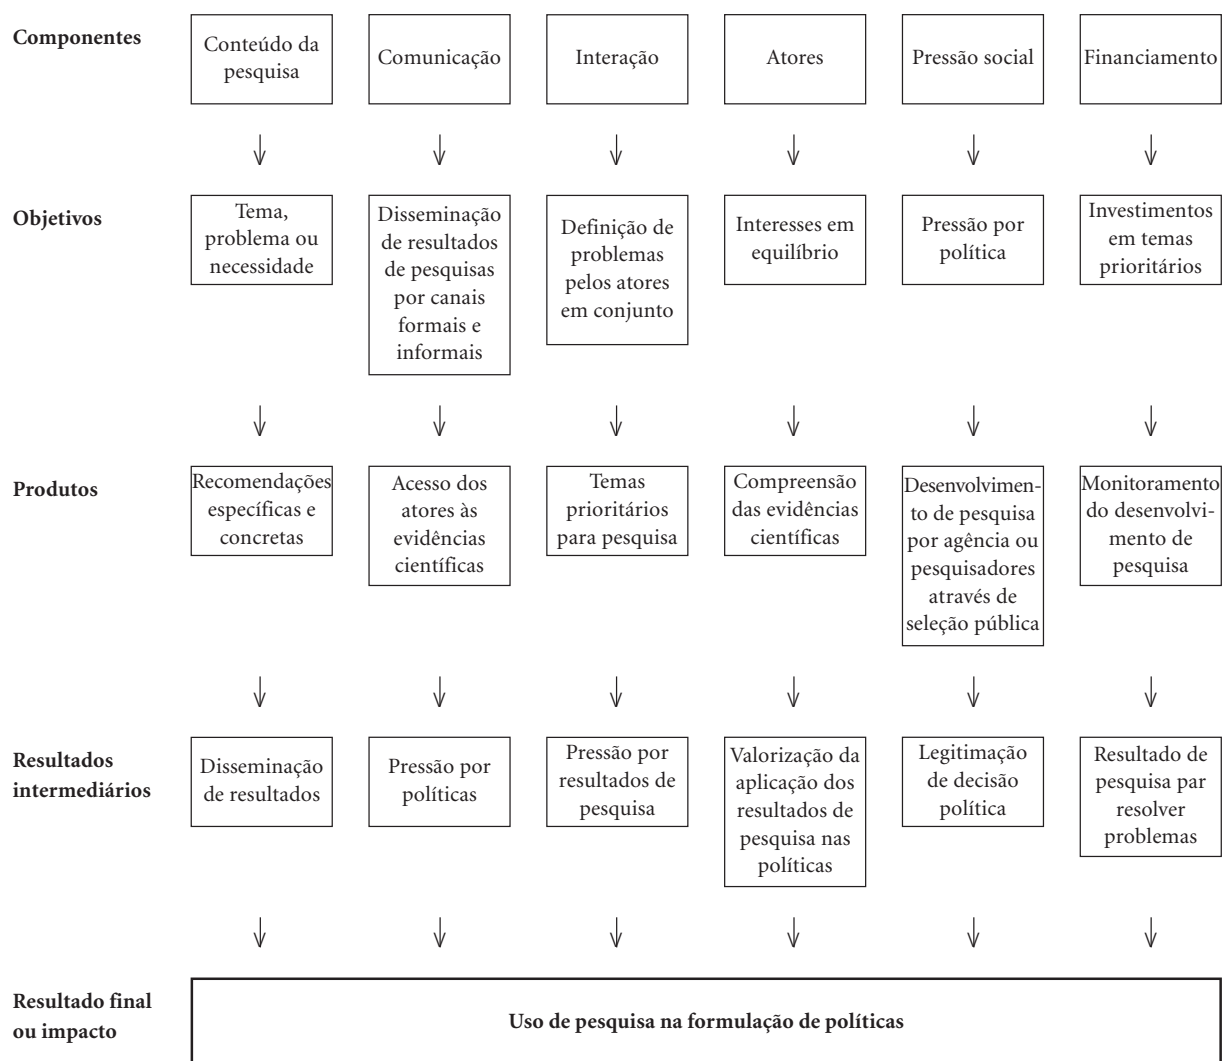 Componentes
Conteúdo da
pesquisa
Comunicação
Interação
Atores
Pressão social
Financiamento
Objetivos
Tema,
problema ou
necessidade
Disseminação
de resultados
de pesquisas
por canais
formais e
informais
Definição de
problemas
pelos atores
em conjunto
Interesses em
equilíbrio
Pressão por
política
Investimentos
em temas
prioritários
Produtos
Recomendações
específicas e
concretas
Acesso dos
atores às
evidências
científicas
Temas
prioritários
para pesquisa
Compreensão
das evidências
científicas
Desenvolvimen-
to de pesquisa
por agência ou
pesquisadores
através de
seleção pública
Monitoramento
do desenvolvi-
mento de
pesquisa
Resultados
intermediários
Disseminação
de resultados
Pressão por
políticas
Pressão por
resultados de
pesquisa
Valorização da
aplicação dos
resultados de
pesquisa nas
políticas
Legitimação
de decisão
política
Resultado de
pesquisa par
resolver
problemas
Resultado final
ou impacto
Uso de pesquisa na formulação de políticas